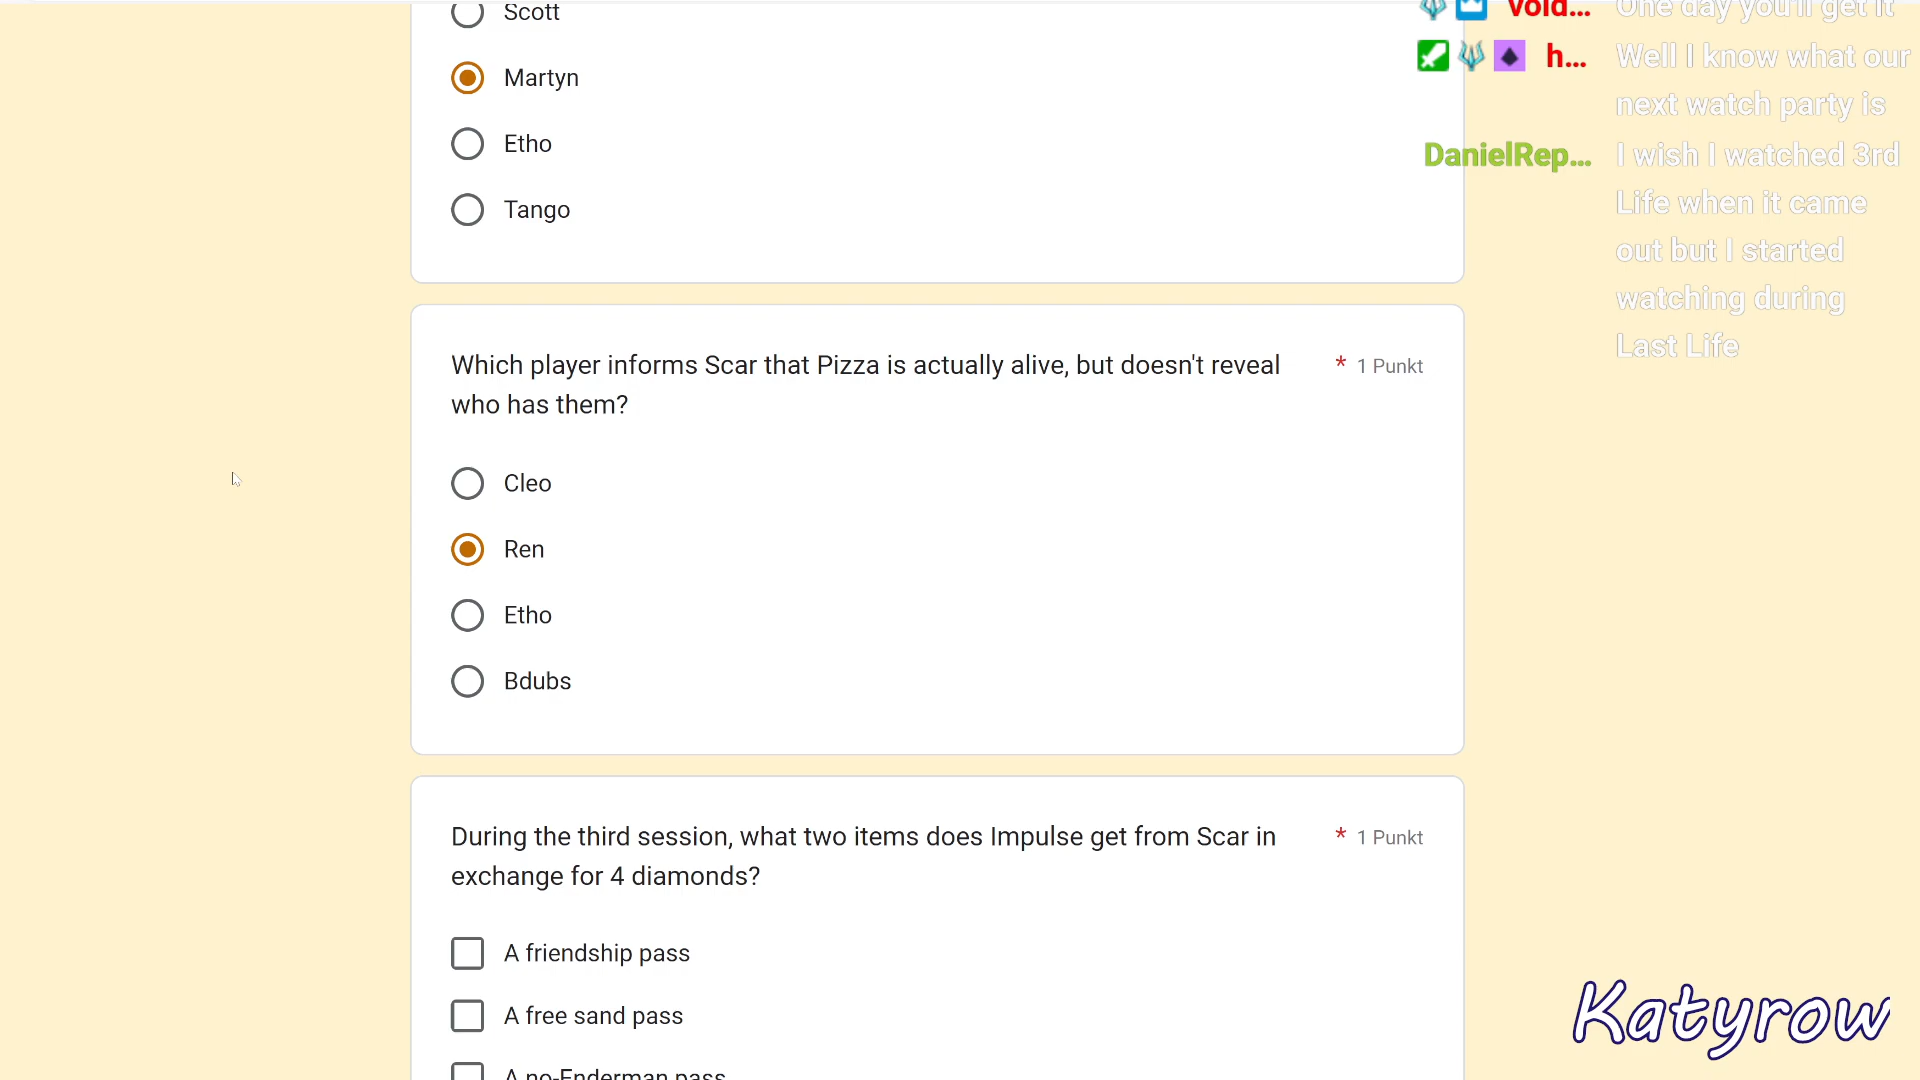 Scott
Martyn
Etho
Tango
Which player informs Scar that Pizza is actually alive, but doesn't reveal
who has them?
* 1 Punkt
Cleo
Ren
Etho
Bdubs
During the third session, what two items does Impulse get from Scar in
exchange for 4 diamonds?
* 1 Punkt
A friendship pass
A free sand pass
A no-Enderman pass
Void... One day you'll get it
h... Well I know what our
next watch party is
DanielRep... I wish I watched 3rd
Life when it came
out but I started
watching during
Last Life
Katyrow